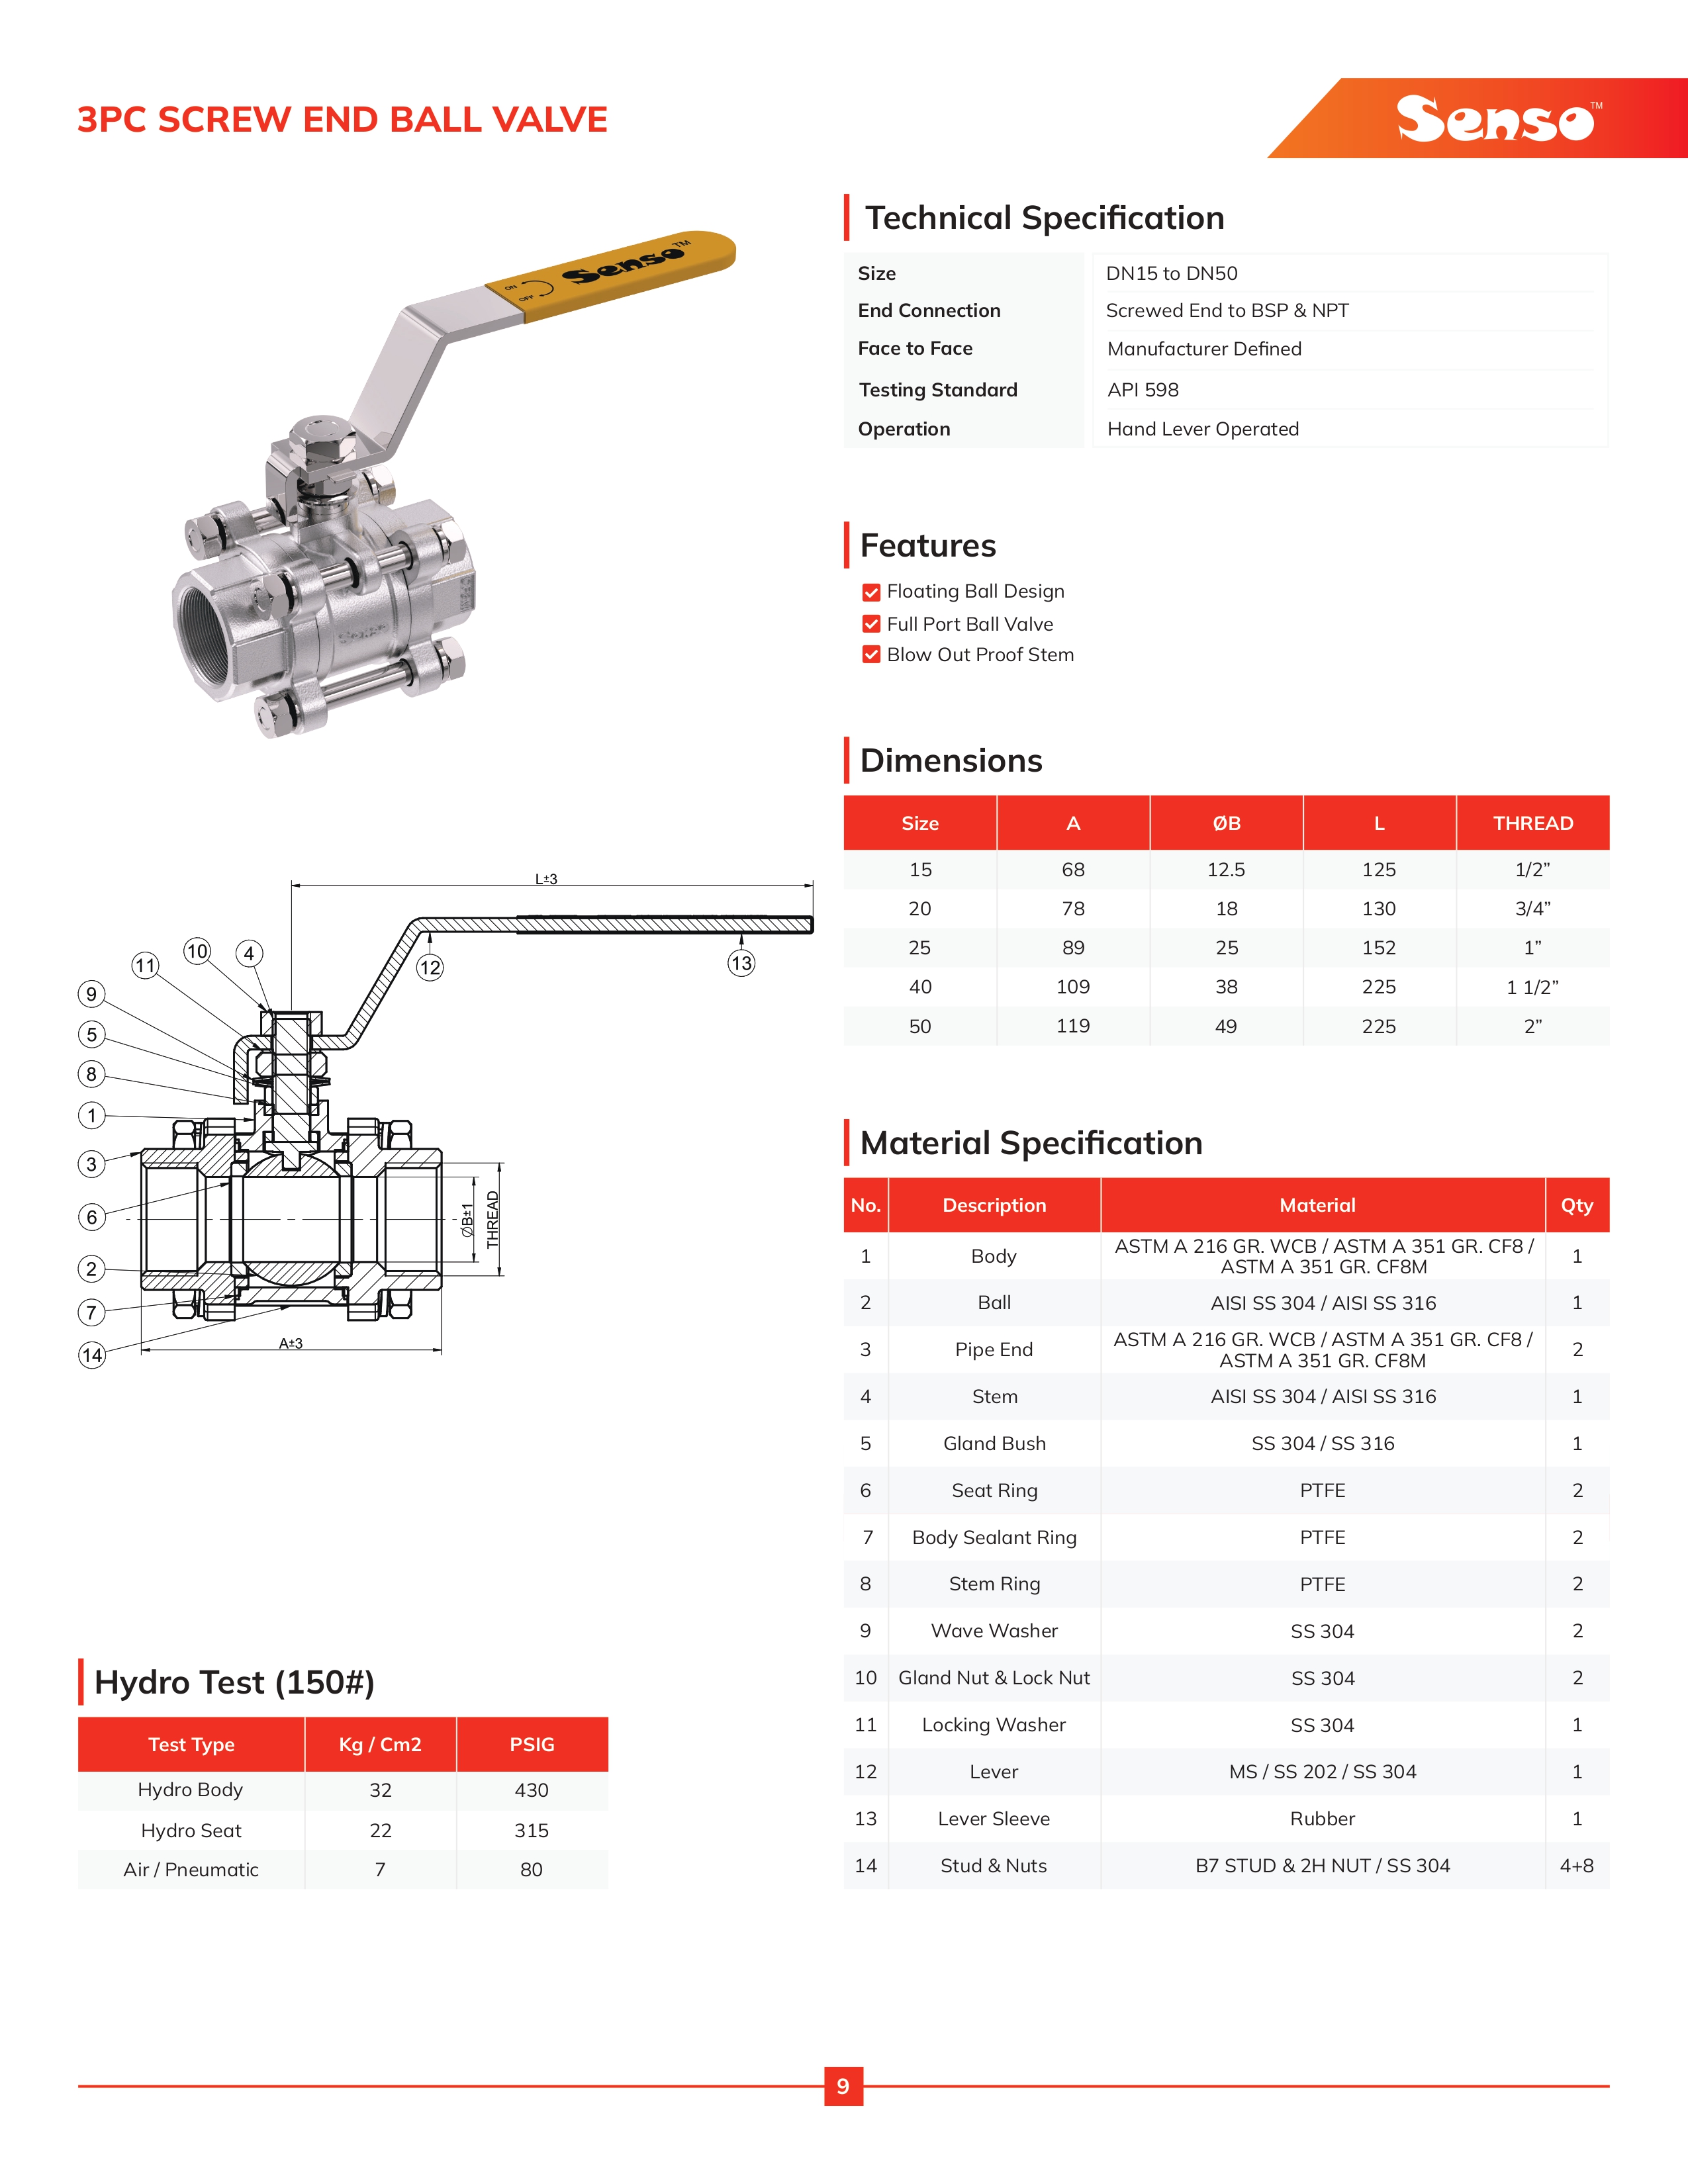 3PC SCREW END BALL VALVE
Senso™
Senso™
ON
OFF
Senso
Technical Specification
Size DN15 to DN50
End Connection Screwed End to BSP & NPT
Face to Face Manufacturer Defined
Testing Standard API 598
Operation Hand Lever Operated
Features
Floating Ball Design
Full Port Ball Valve
Blow Out Proof Stem
Dimensions
Size A ØB L THREAD
15 68 12.5 125 1/2”
20 78 18 130 3/4”
25 89 25 152 1”
40 109 38 225 1 1/2”
50 119 49 225 2”
L±3
10
4
11
12
13
9
5
8
1
3
6
2
7
14
ØB±1
THREAD
A±3
Material Specification
No. Description Material Qty
1 Body ASTM A 216 GR. WCB / ASTM A 351 GR. CF8 / 1
ASTM A 351 GR. CF8M
2 Ball AISI SS 304 / AISI SS 316 1
3 Pipe End ASTM A 216 GR. WCB / ASTM A 351 GR. CF8 / 2
ASTM A 351 GR. CF8M
4 Stem AISI SS 304 / AISI SS 316 1
5 Gland Bush SS 304 / SS 316 1
6 Seat Ring PTFE 2
7 Body Sealant Ring PTFE 2
8 Stem Ring PTFE 2
9 Wave Washer SS 304 2
10 Gland Nut & Lock Nut SS 304 2
11 Locking Washer SS 304 1
12 Lever MS / SS 202 / SS 304 1
13 Lever Sleeve Rubber 1
14 Stud & Nuts B7 STUD & 2H NUT / SS 304 4+8
Hydro Test (150#)
Test Type Kg / Cm2 PSIG
Hydro Body 32 430
Hydro Seat 22 315
Air / Pneumatic 7 80
9